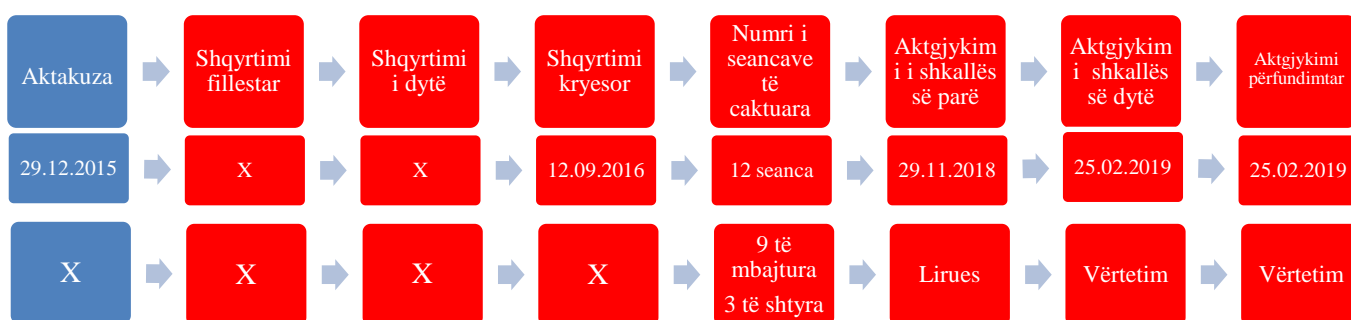 Aktakuza
Shqyrtimi
fillestar
Shqyrtimi
i dytë
Shqyrtimi
kryesor
Numri i
seancave
të
caktuara
Aktgjykim
i i shkallës
së parë
Aktgjykim
i shkallës
së dytë
Aktgjykimi
përfundimtar
29.12.2015
X
X
12.09.2016
12 seanca
29.11.2018
25.02.2019
25.02.2019
X
X
X
X
9 të
mbajtura
3 të shtyra
Lirues
Vërtetim
Vërtetim